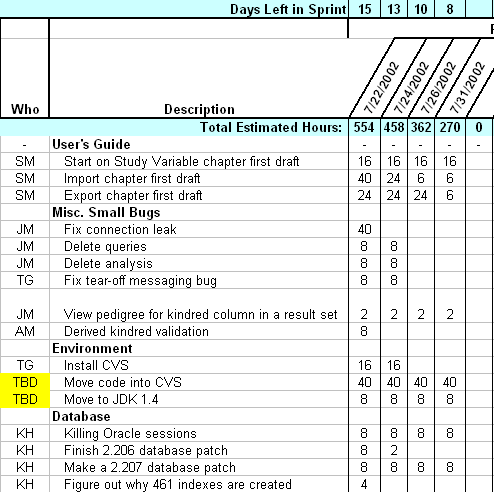 Days Left in Sprint 15 13 10 8
Who Description 7/22/2002 7/24/2002 7/26/2002 7/31/2002
Total Estimated Hours: 554 458 362 270 0
- User's Guide - - - - -
SM Start on Study Variable chapter first draft 16 16 16 16
SM Import chapter first draft 40 24 6 6
SM Export chapter first draft 24 24 24 6
Misc. Small Bugs
JM Fix connection leak 40
JM Delete queries 8 8
JM Delete analysis 8 8
TG Fix tear-off messaging bug 8 8
JM View pedigree for kindred column in a result set 2 2 2 2
AM Derived kindred validation 8
Environment
TG Install CVS 16 16
TBD Move code into CVS 40 40 40 40
TBD Move to JDK 1.4 8 8 8 8
Database
KH Killing Oracle sessions 8 8 8 8
KH Finish 2.206 database patch 8 2
KH Make a 2.207 database patch 8 8 8 8
KH Figure out why 461 indexes are created 4